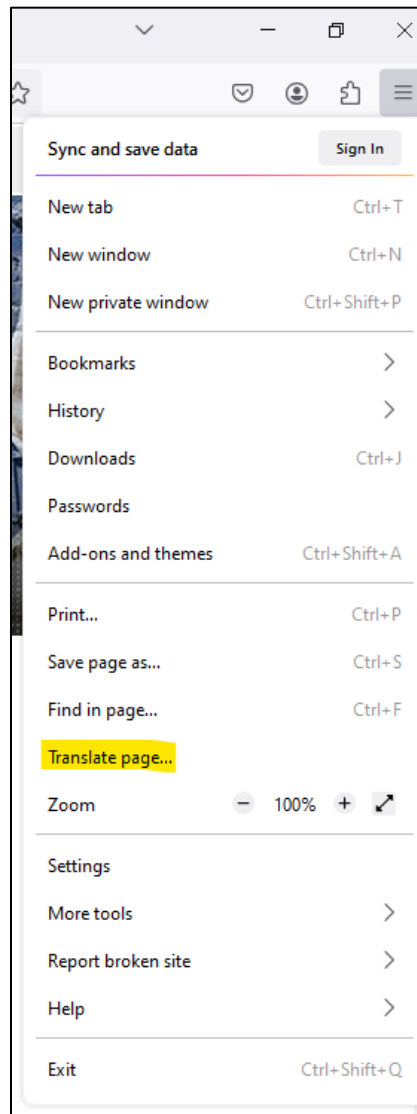 Sync and save data Sign In
New tab Ctrl+T
New window Ctrl+N
New private window Ctrl+Shift+P
Bookmarks
History
Downloads Ctrl+J
Passwords
Add-ons and themes Ctrl+Shift+A
Print... Ctrl+P
Save page as... Ctrl+S
Find in page... Ctrl+F
Translate page...
Zoom − 100% +
Settings
More tools
Report broken site
Help
Exit Ctrl+Shift+Q